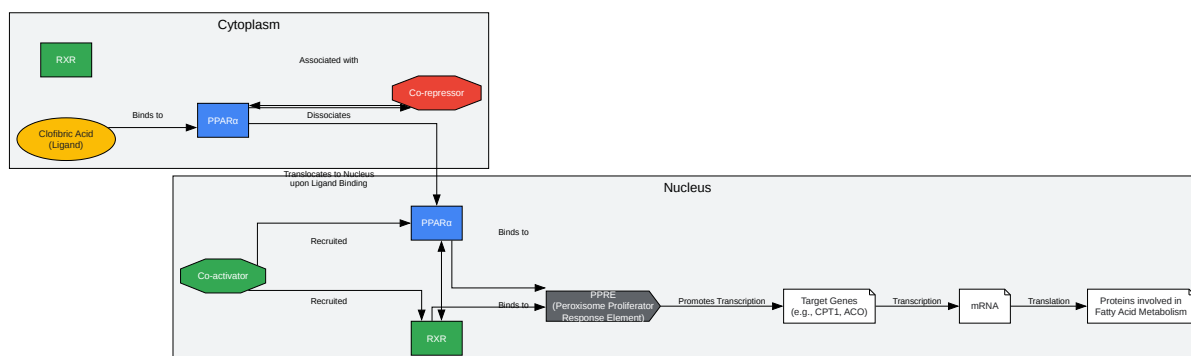 Cytoplasm
RXR
Associated with
Co-repressor
Binds to
PPARα
Dissociates
Clofibric Acid
(Ligand)
Translocates to Nucleus
upon Ligand Binding
Nucleus
PPARα
Recruited
Binds to
Co-activator
Recruited
Binds to
PPRE
(Peroxisome Proliferator
Response Element)
Promotes Transcription
Target Genes
(e.g., CPT1, ACO)
Transcription
mRNA
Translation
Proteins involved in
Fatty Acid Metabolism
RXR